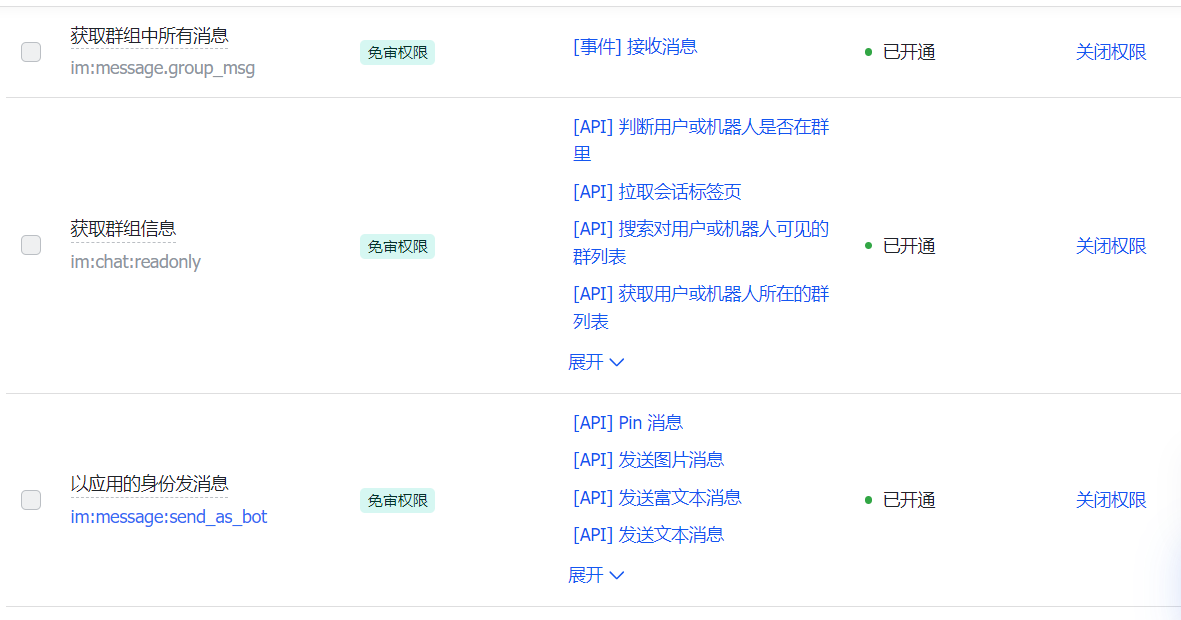 获取群组中所有消息
im:message.group_msg
免审权限
[事件] 接收消息
已开通
关闭权限
获取群组信息
im:chat:readonly
免审权限
[API] 判断用户或机器人是否在群
里
[API] 拉取会话标签页
[API] 搜索对用户或机器人可见的
群列表
[API] 获取用户或机器人所在的群
列表
展开
已开通
关闭权限
以应用的身份发消息
im:message:send_as_bot
免审权限
[API] Pin 消息
[API] 发送图片消息
[API] 发送富文本消息
[API] 发送文本消息
展开
已开通
关闭权限